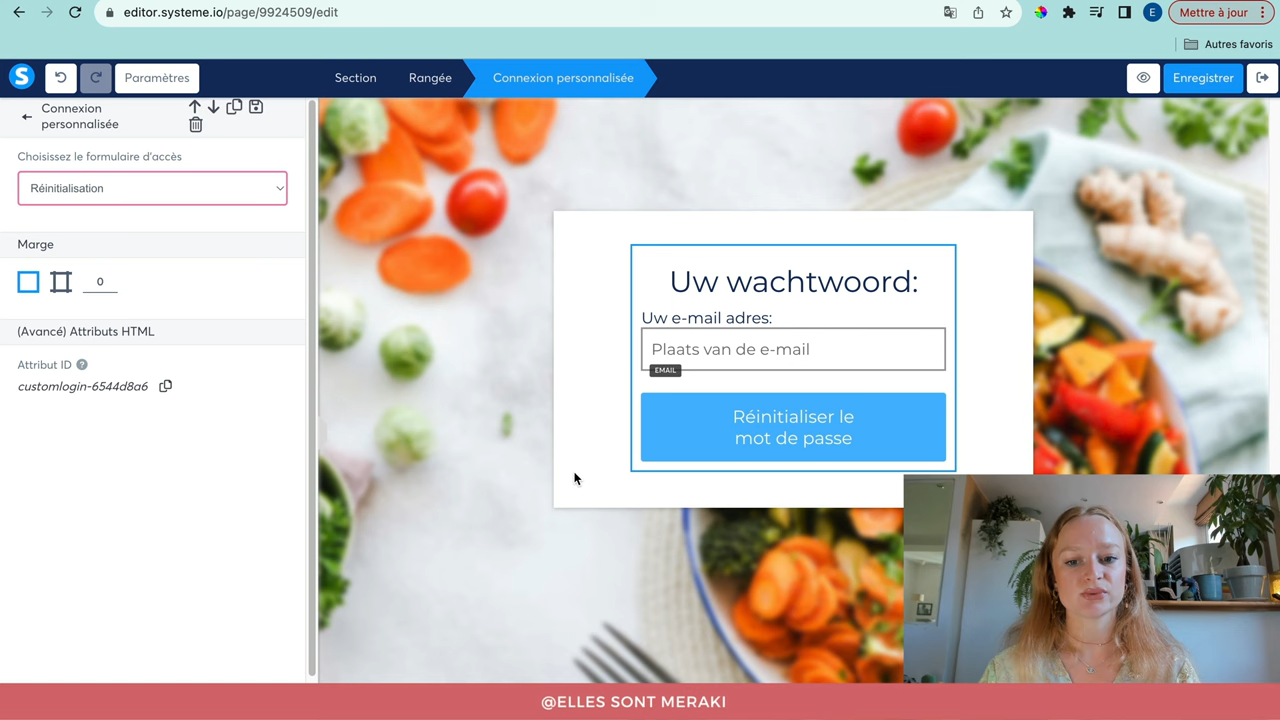 editor.systeme.io/page/9924509/edit
E
Mettre à jour
Autres favoris
S
Paramètres
Section
Rangée
Connexion personnalisée
Enregistrer
Connexion
personnalisée
Choisissez le formulaire d'accès
Réinitialisation
Marge
0
(Avancé) Attributs HTML
Attribut ID ?
customlogin-6544d8a6
Uw wachtwoord:
Uw e-mail adres:
Plaats van de e-mail
EMAIL
Réinitialiser le
mot de passe
@ELLES SONT MERAKI